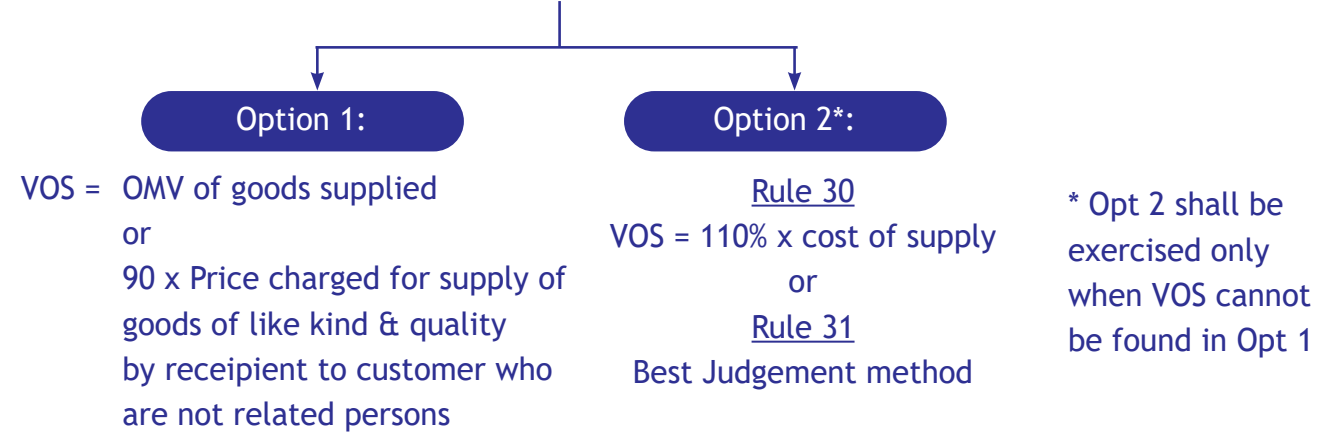 Option 1:
VOS = OMV of goods supplied
or
90 x Price charged for supply of
goods of like kind & quality
by receipient to customer who
are not related persons
Option 2*:
Rule 30
VOS = 110% x cost of supply
or
Rule 31
Best Judgement method
* Opt 2 shall be
exercised only
when VOS cannot
be found in Opt 1